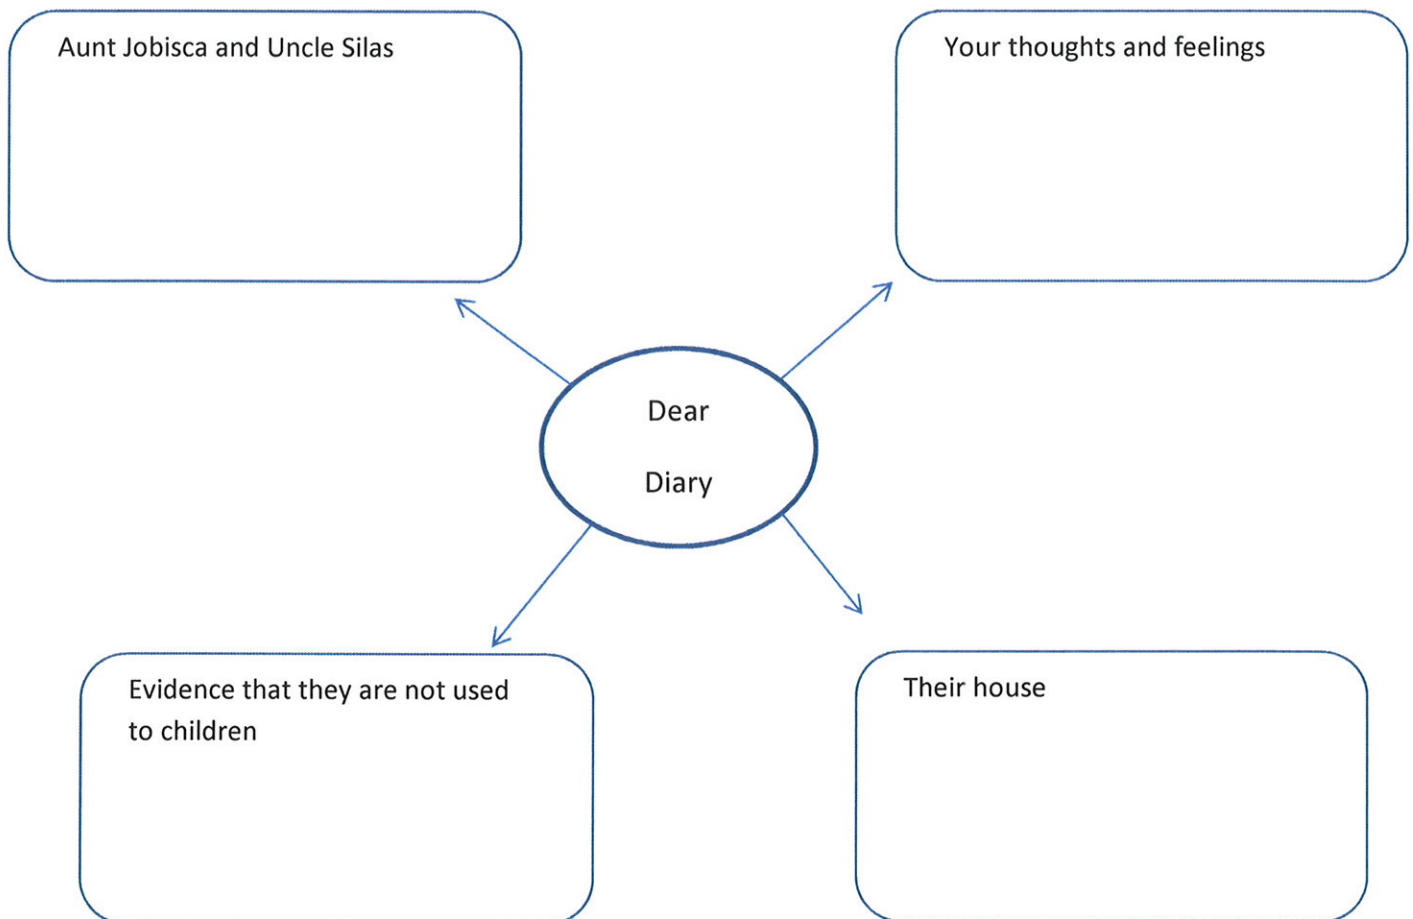 Aunt Jobisca and Uncle Silas
Your thoughts and feelings
Dear
Diary
Evidence that they are not used
to children
Their house